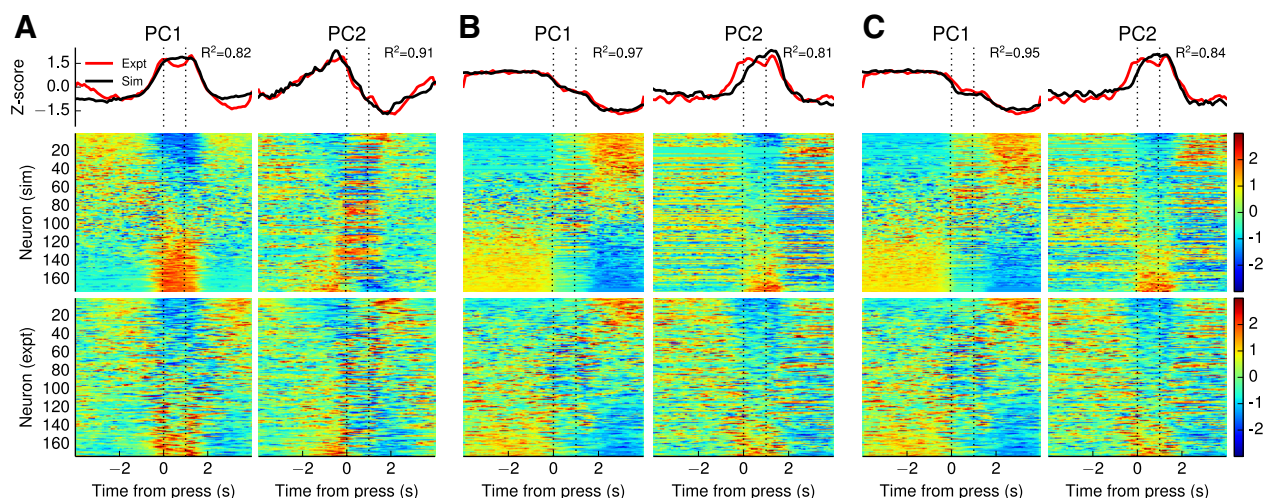 A
B
C
PC1
PC2
PC1
PC2
PC1
PC2
R²=0.82
R²=0.91
R²=0.97
R²=0.81
R²=0.95
R²=0.84
Expt
Sim
Z-score
1.5
0.0
−1.5
Neuron (sim)
20
40
60
80
100
120
140
160
2
1
0
-1
-2
Neuron (expt)
20
40
60
80
100
120
140
160
2
1
0
-1
-2
−2 0 2
−2 0 2
−2 0 2
−2 0 2
−2 0 2
−2 0 2
Time from press (s)
Time from press (s)
Time from press (s)
Time from press (s)
Time from press (s)
Time from press (s)